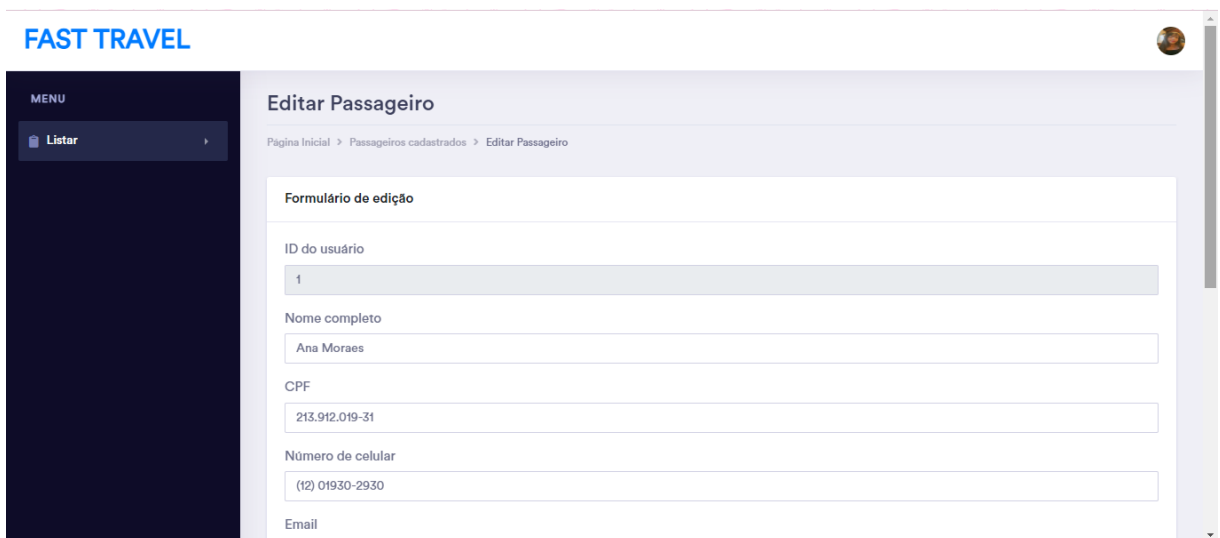 FAST TRAVEL
MENU
Listar
Editar Passageiro
Página Inicial > Passageiros cadastrados > Editar Passageiro
Formulário de edição
ID do usuário
1
Nome completo
Ana Moraes
CPF
213.912.019-31
Número de celular
(12) 01930-2930
Email